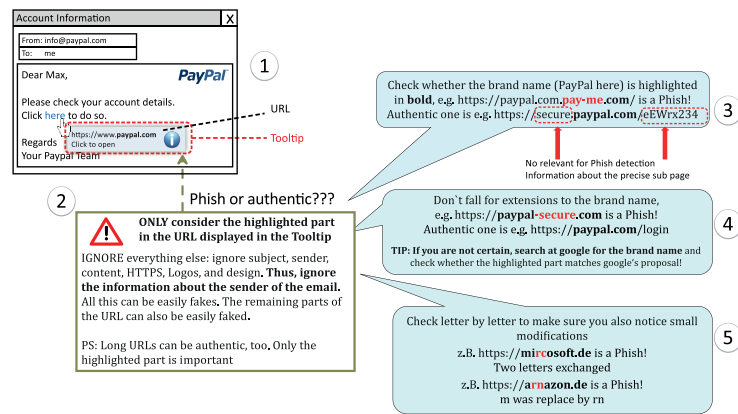 Account Information X
From: info@paypal.com
To: me
Dear Max,
PayPal
Please check your account details.
Click here to do so.
https://www.paypal.com
Click to open
i
Regards
Your Paypal Team
1
URL
Tooltip
2
Phish or authentic???
ONLY consider the highlighted part
in the URL displayed in the Tooltip
IGNORE everything else: ignore subject, sender,
content, HTTPS, Logos, and design. Thus, ignore
the information about the sender of the email.
All this can be easily fakes. The remaining parts of
the URL can also be easily faked.
PS: Long URLs can be authentic, too. Only the
highlighted part is important
Check whether the brand name (PayPal here) is highlighted
in bold, e.g. https://paypal.com.pay-me.com/ is a Phish!
Authentic one is e.g. https://secure.paypal.com/eEWrx234
3
No relevant for Phish detection
Information about the precise sub page
Don`t fall for extensions to the brand name,
e.g. https://paypal-secure.com is a Phish!
Authentic one is e.g. https://paypal.com/login
TIP: If you are not certain, search at google for the brand name and
check whether the highlighted part matches google's proposal!
4
Check letter by letter to make sure you also notice small
modifications
z.B. https://mircosoft.de is a Phish!
Two letters exchanged
z.B. https://arnazon.de is a Phish!
m was replace by rn
5